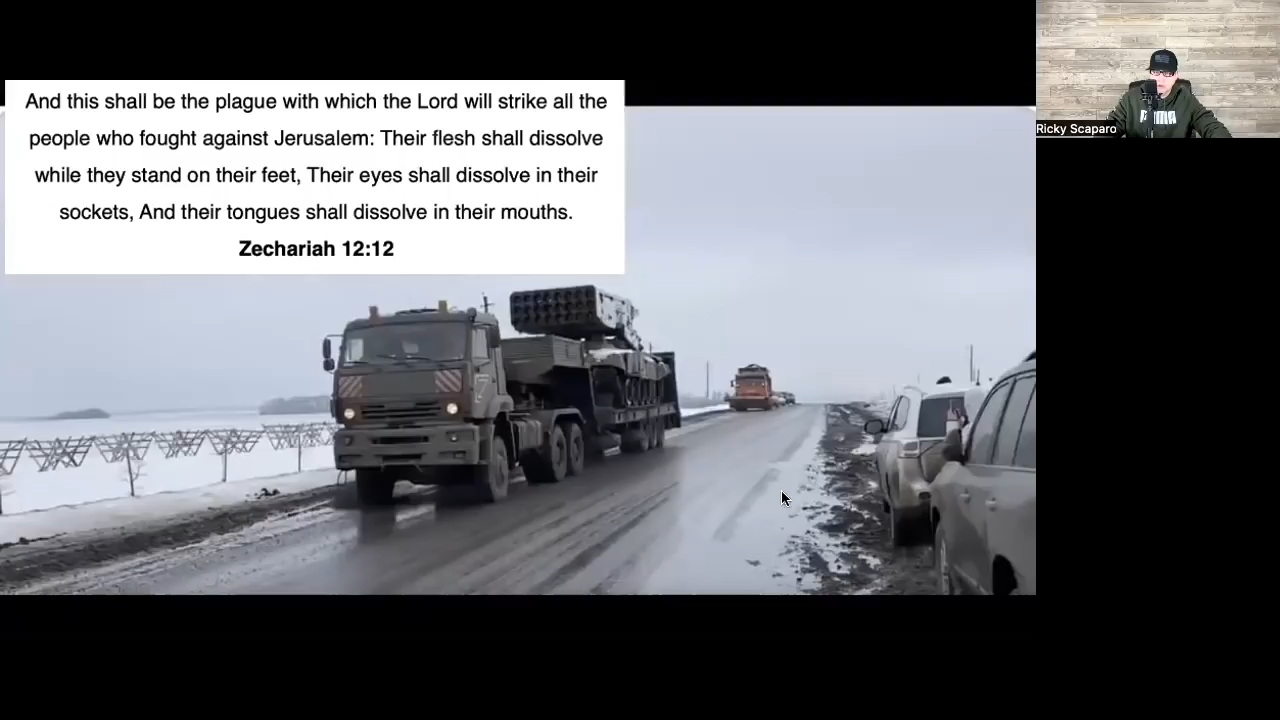 And this shall be the plague with which the Lord will strike all the
people who fought against Jerusalem: Their flesh shall dissolve
while they stand on their feet, Their eyes shall dissolve in their
sockets, And their tongues shall dissolve in their mouths.
Zechariah 12:12
Ricky Scaparo